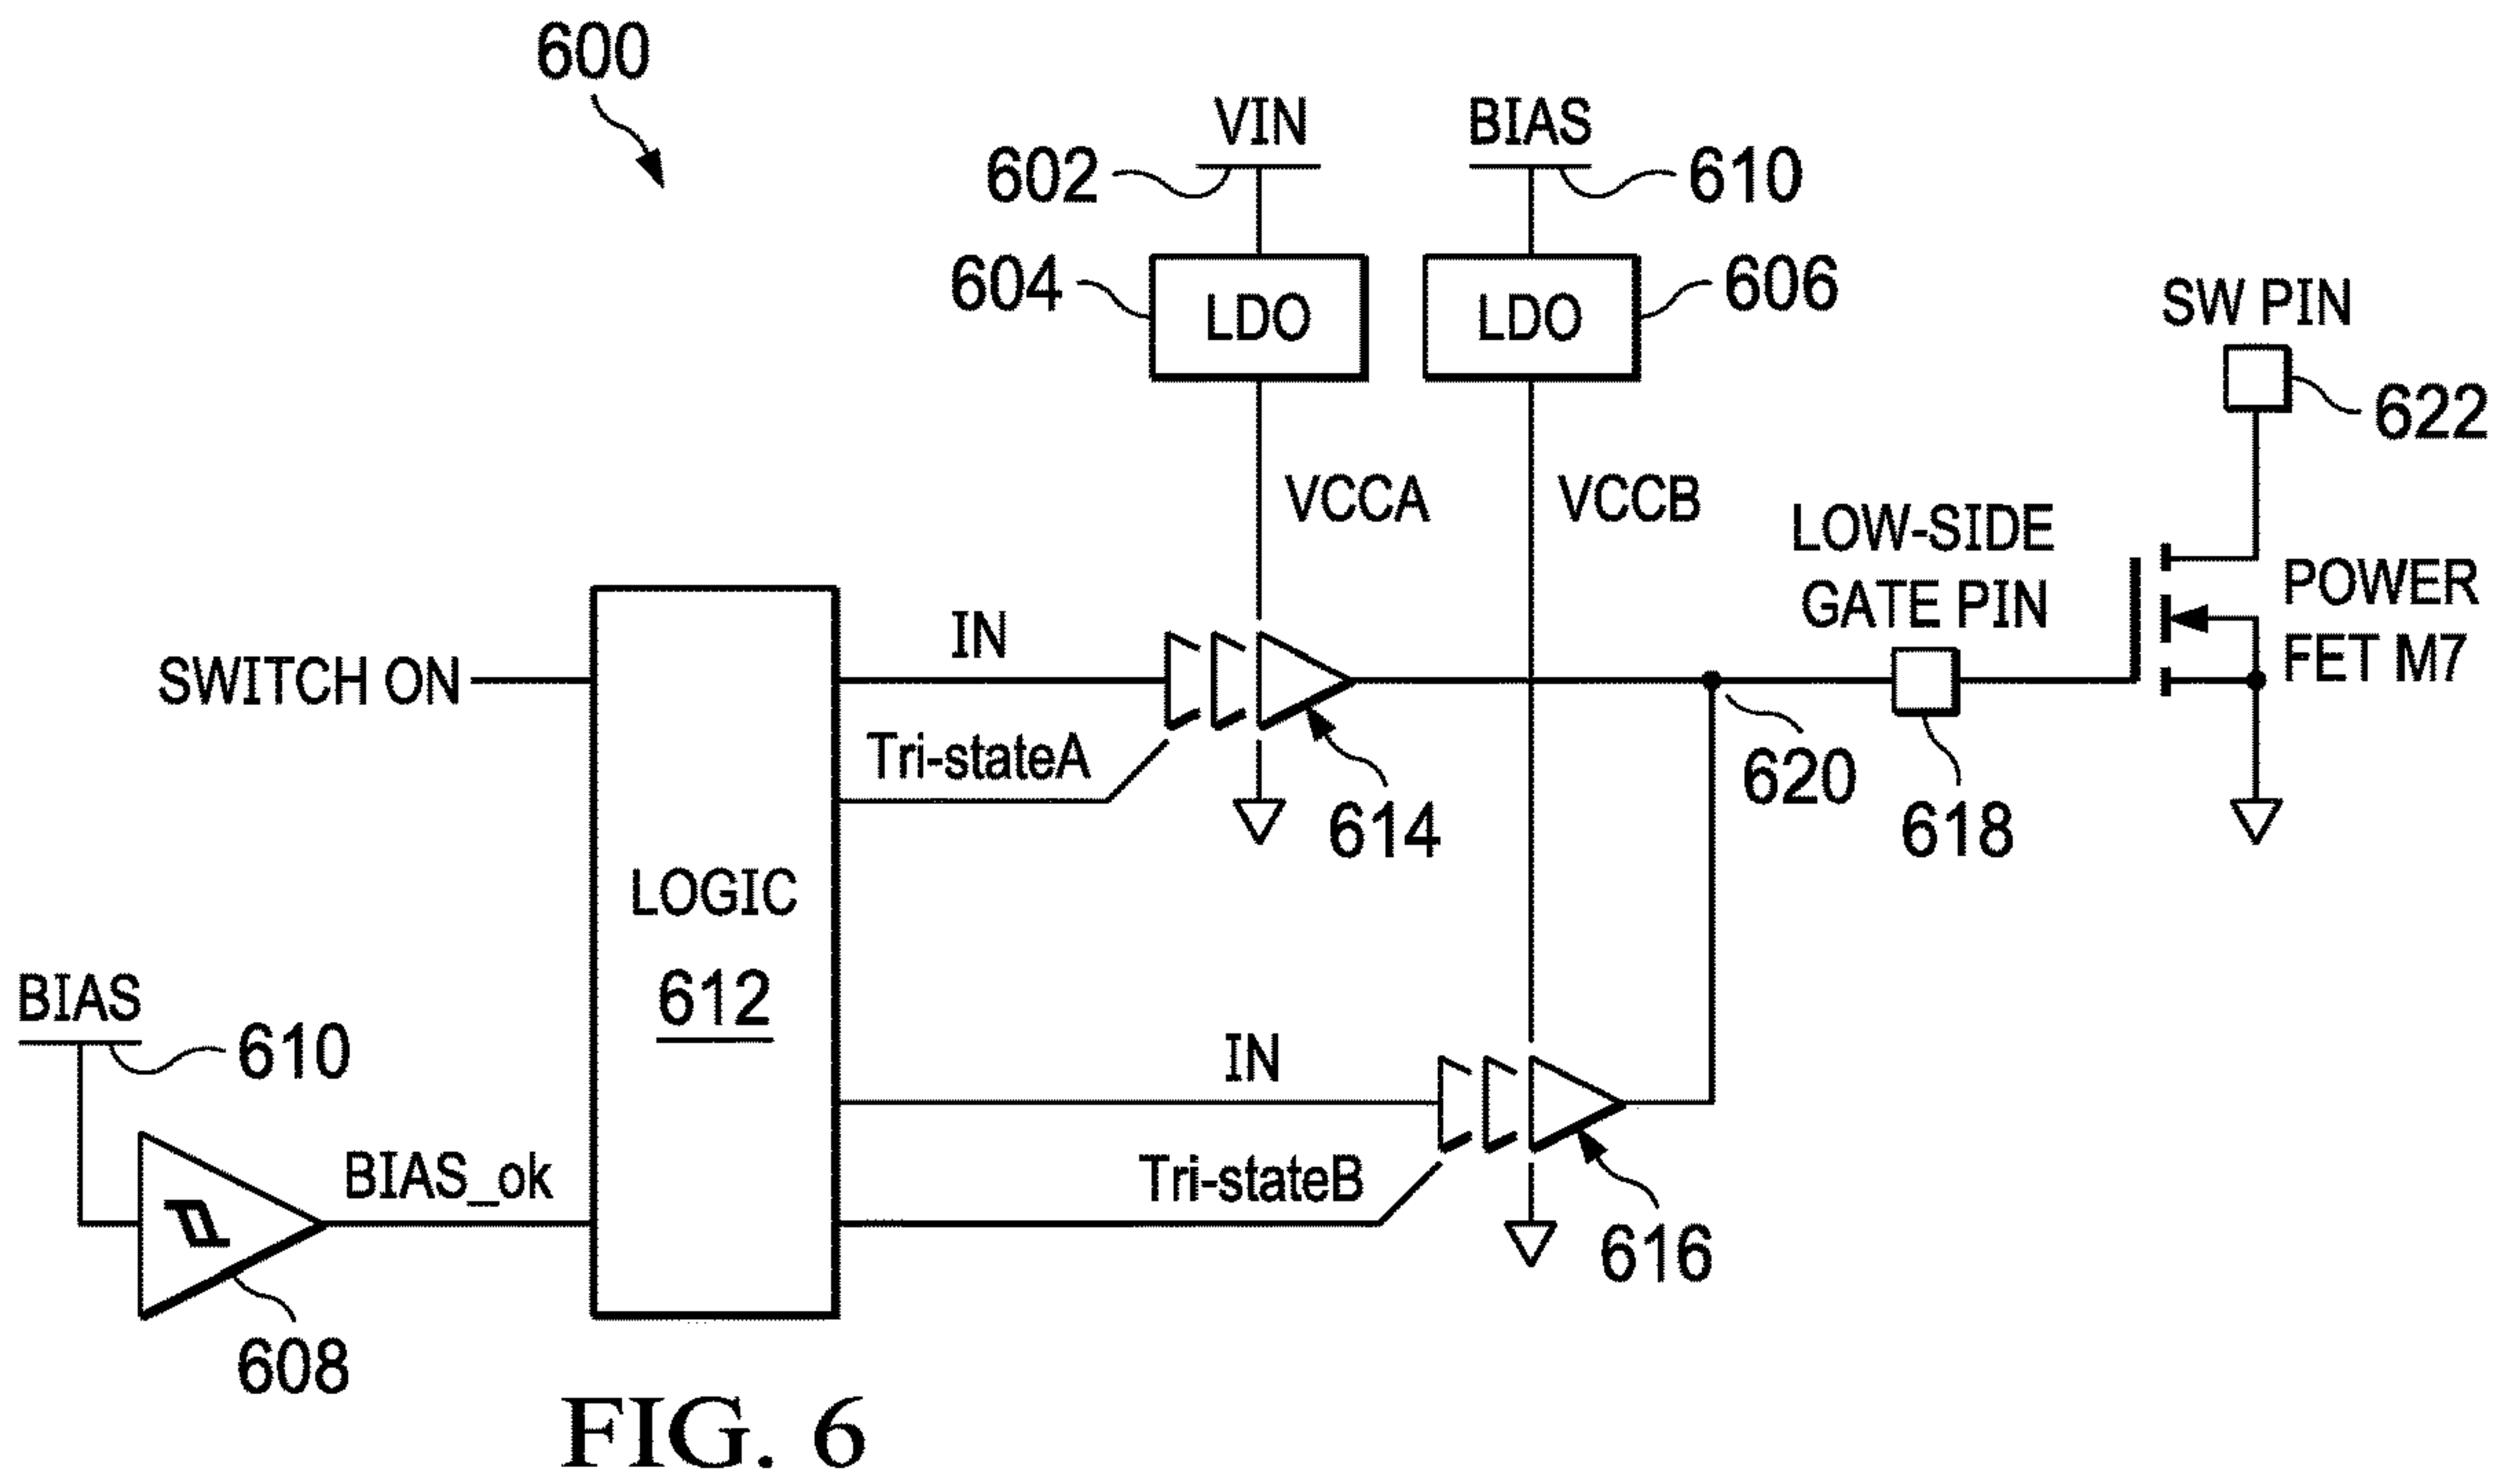 600
VIN
BIAS
602
610
604
LDO
LDO
606
SW PIN
622
VCCA
VCCB
LOW-SIDE
GATE PIN
POWER
FET M7
IN
SWITCH ON
Tri-stateA
620
614
618
LOGIC
612
BIAS
610
IN
BIAS_ok
Tri-stateB
616
608
FIG. 6